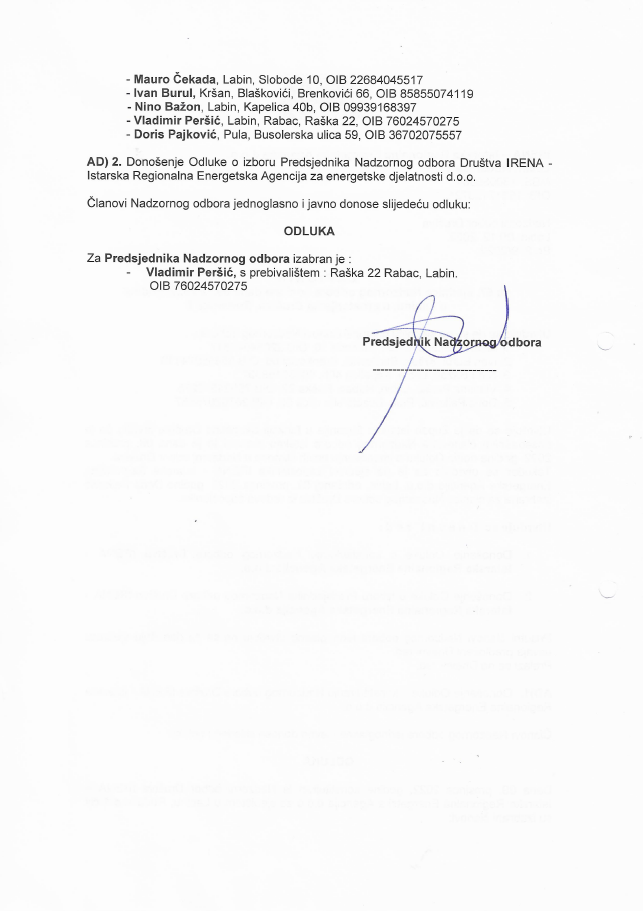 - Mauro Čekada, Labin, Slobode 10, OIB 22684045517
- Ivan Burul, Kršan, Blaškovići, Brenkovići 66, OIB 85855074119
- Nino Bažon, Labin, Kapelica 40b, OIB 09939168397
- Vladimir Peršić, Labin, Rabac, Raška 22, OIB 76024570275
- Doris Pajković, Pula, Busolerska ulica 59, OIB 36702075557
AD) 2. Donošenje Odluke o izboru Predsjednika Nadzornog odbora Društva IRENA -
Istarska Regionalna Energetska Agencija za energetske djelatnosti d.o.o.
Članovi Nadzornog odbora jednoglasno i javno donose slijedeću odluku:
ODLUKA
Za Predsjednika Nadzornog odbora izabran je :
- Vladimir Peršić, s prebivalištem : Raška 22 Rabac, Labin.
OIB 76024570275
Predsjednik Nadzornog odbora
-------------------------------